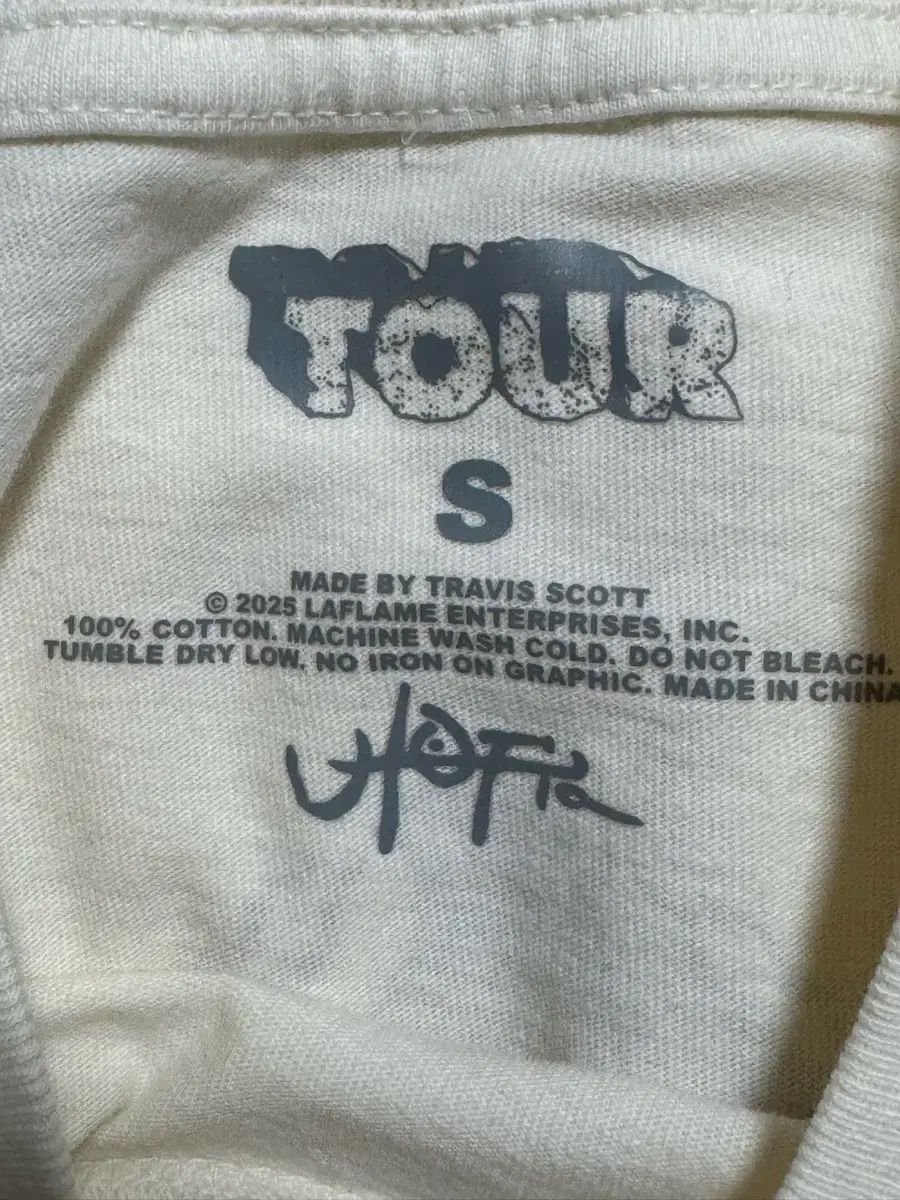 TOUR
S
MADE BY TRAVIS SCOTT
© 2025 LAFLAME ENTERPRISES, INC.
100% COTTON. MACHINE WASH COLD. DO NOT BLEACH.
TUMBLE DRY LOW. NO IRON ON GRAPHIC. MADE IN CHINA
UTOPIA